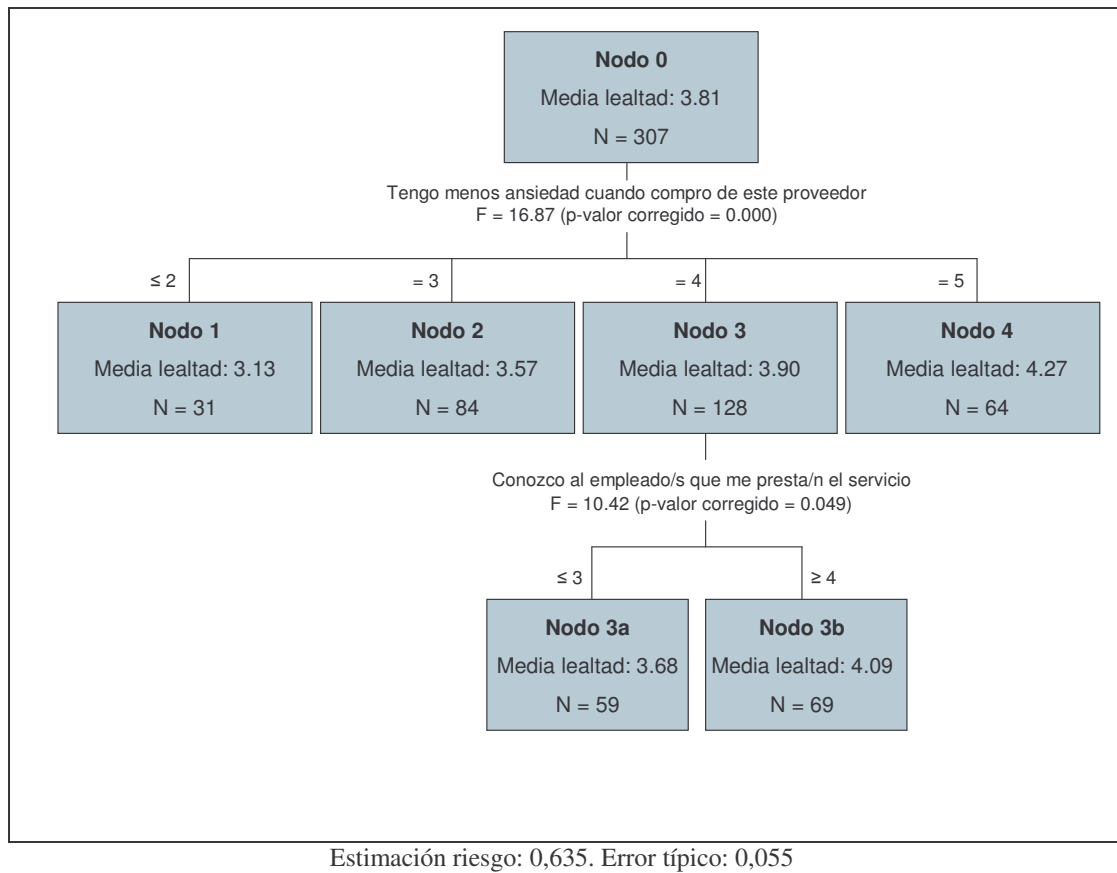 Nodo 0
Media lealtad: 3.81
N = 307
Tengo menos ansiedad cuando compro de este proveedor
F = 16.87 (p-valor corregido = 0.000)
≤ 2
= 3
= 4
= 5
Nodo 1
Media lealtad: 3.13
N = 31
Nodo 2
Media lealtad: 3.57
N = 84
Nodo 3
Media lealtad: 3.90
N = 128
Nodo 4
Media lealtad: 4.27
N = 64
Conozco al empleado/s que me presta/n el servicio
F = 10.42 (p-valor corregido = 0.049)
≤ 3
≥ 4
Nodo 3a
Media lealtad: 3.68
N = 59
Nodo 3b
Media lealtad: 4.09
N = 69
Estimación riesgo: 0,635. Error típico: 0,055